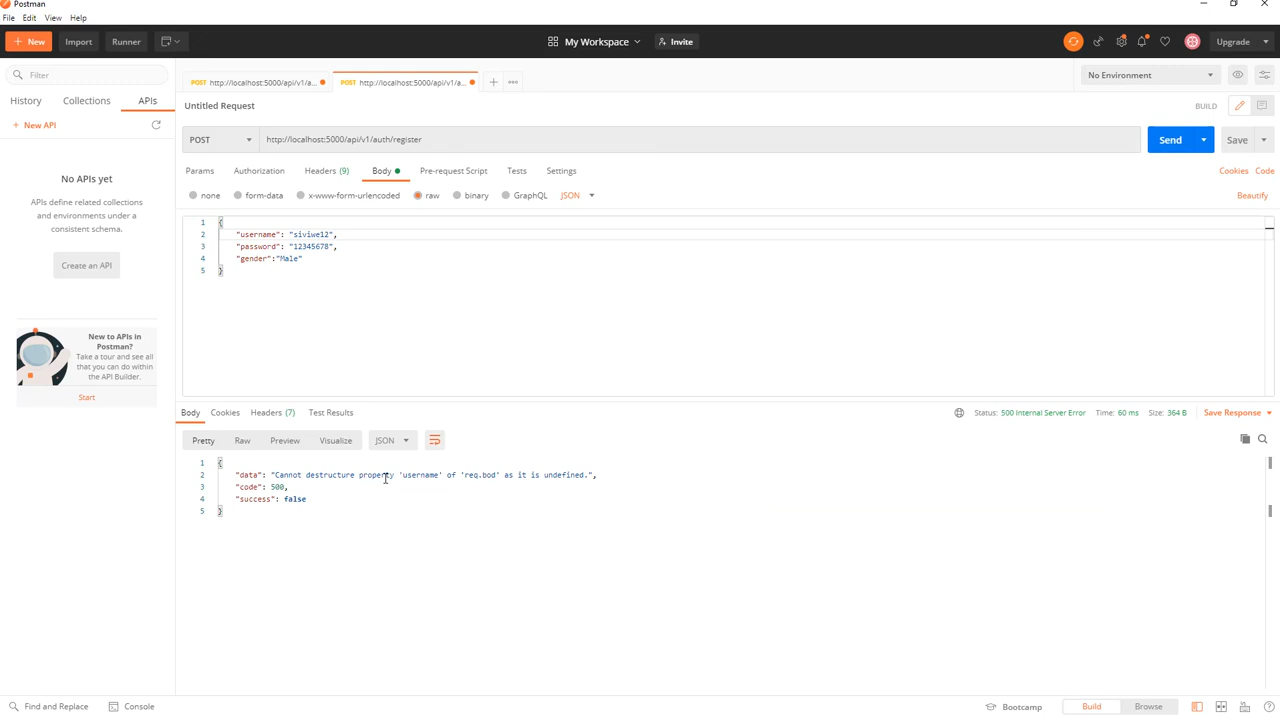 Postman
File Edit View Help
New Import Runner My Workspace Invite Upgrade
Filter
History Collections APIs
New API
No APIs yet
APIs define related collections
and environments under a
consistent schema.
Create an API
New to APIs in
Postman?
Take a tour and see all
that you can do within
the API Builder.
Start
POST http://localhost:5000/api/v1/a... POST http://localhost:5000/api/v1/a... No Environment
Untitled Request BUILD
POST http://localhost:5000/api/v1/auth/register Send Save
Params Authorization Headers (9) Body Pre-request Script Tests Settings Cookies Code
none form-data x-www-form-urlencoded raw binary GraphQL JSON Beautify
1 {
2 "username": "siviwe12",
3 "password": "12345678",
4 "gender":"Male"
5 }
Body Cookies Headers (7) Test Results Status: 500 Internal Server Error Time: 60 ms Size: 364 B Save Response
Pretty Raw Preview Visualize JSON
1 {
2 "data": "Cannot destructure property 'username' of 'req.bod' as it is undefined.",
3 "code": 500,
4 "success": false
5 }
Find and Replace Console Bootcamp Build Browse